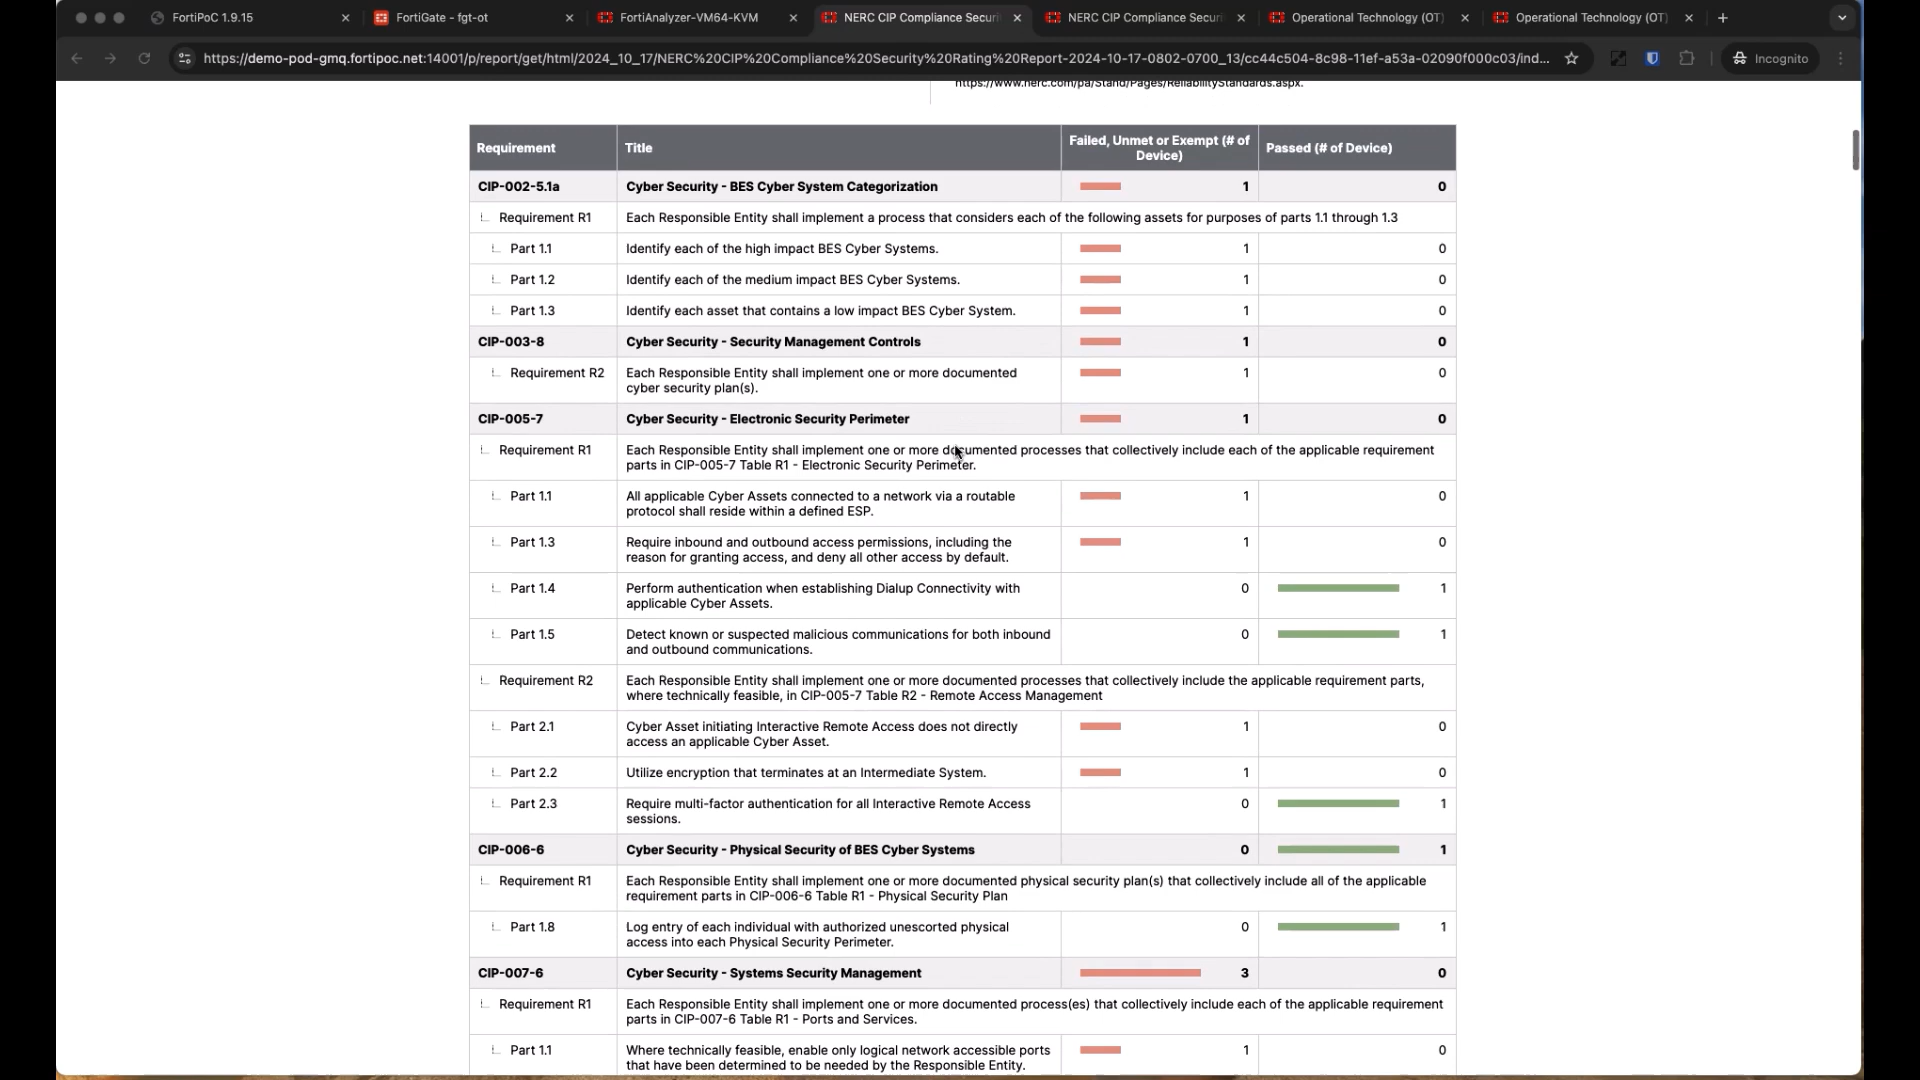 FortiPoC 1.9.15
FortiGate - fgt-ot
FortiAnalyzer-VM64-KVM
NERC CIP Compliance Securi
NERC CIP Compliance Securi
Operational Technology (OT)
Operational Technology (OT)
https://demo-pod-gmq.fortipoc.net:14001/p/report/get/html/2024_10_17/NERC%20CIP%20Compliance%20Security%20Rating%20Report-2024-10-17-0802-0700_13/cc44c504-8c98-11ef-a53a-02090f000c03/ind...
Incognito
https://www.nerc.com/pa/Stand/Pages/ReliabilityStandards.aspx.
Requirement Title Failed, Unmet or Exempt (# of Device) Passed (# of Device)
CIP-002-5.1a Cyber Security - BES Cyber System Categorization 1 0
Requirement R1 Each Responsible Entity shall implement a process that considers each of the following assets for purposes of parts 1.1 through 1.3
Part 1.1 Identify each of the high impact BES Cyber Systems. 1 0
Part 1.2 Identify each of the medium impact BES Cyber Systems. 1 0
Part 1.3 Identify each asset that contains a low impact BES Cyber System. 1 0
CIP-003-8 Cyber Security - Security Management Controls 1 0
Requirement R2 Each Responsible Entity shall implement one or more documented 1 0
cyber security plan(s).
CIP-005-7 Cyber Security - Electronic Security Perimeter 1 0
Requirement R1 Each Responsible Entity shall implement one or more documented processes that collectively include each of the applicable requirement
parts in CIP-005-7 Table R1 - Electronic Security Perimeter.
Part 1.1 All applicable Cyber Assets connected to a network via a routable 1 0
protocol shall reside within a defined ESP.
Part 1.3 Require inbound and outbound access permissions, including the 1 0
reason for granting access, and deny all other access by default.
Part 1.4 Perform authentication when establishing Dialup Connectivity with 0 1
applicable Cyber Assets.
Part 1.5 Detect known or suspected malicious communications for both inbound 0 1
and outbound communications.
Requirement R2 Each Responsible Entity shall implement one or more documented processes that collectively include the applicable requirement parts,
where technically feasible, in CIP-005-7 Table R2 - Remote Access Management
Part 2.1 Cyber Asset initiating Interactive Remote Access does not directly 1 0
access an applicable Cyber Asset.
Part 2.2 Utilize encryption that terminates at an Intermediate System. 1 0
Part 2.3 Require multi-factor authentication for all Interactive Remote Access 0 1
sessions.
CIP-006-6 Cyber Security - Physical Security of BES Cyber Systems 0 1
Requirement R1 Each Responsible Entity shall implement one or more documented physical security plan(s) that collectively include all of the applicable
requirement parts in CIP-006-6 Table R1 - Physical Security Plan
Part 1.8 Log entry of each individual with authorized unescorted physical 0 1
access into each Physical Security Perimeter.
CIP-007-6 Cyber Security - Systems Security Management 3 0
Requirement R1 Each Responsible Entity shall implement one or more documented process(es) that collectively include each of the applicable requirement
parts in CIP-007-6 Table R1 - Ports and Services.
Part 1.1 Where technically feasible, enable only logical network accessible ports 1 0
that have been determined to be needed by the Responsible Entity.